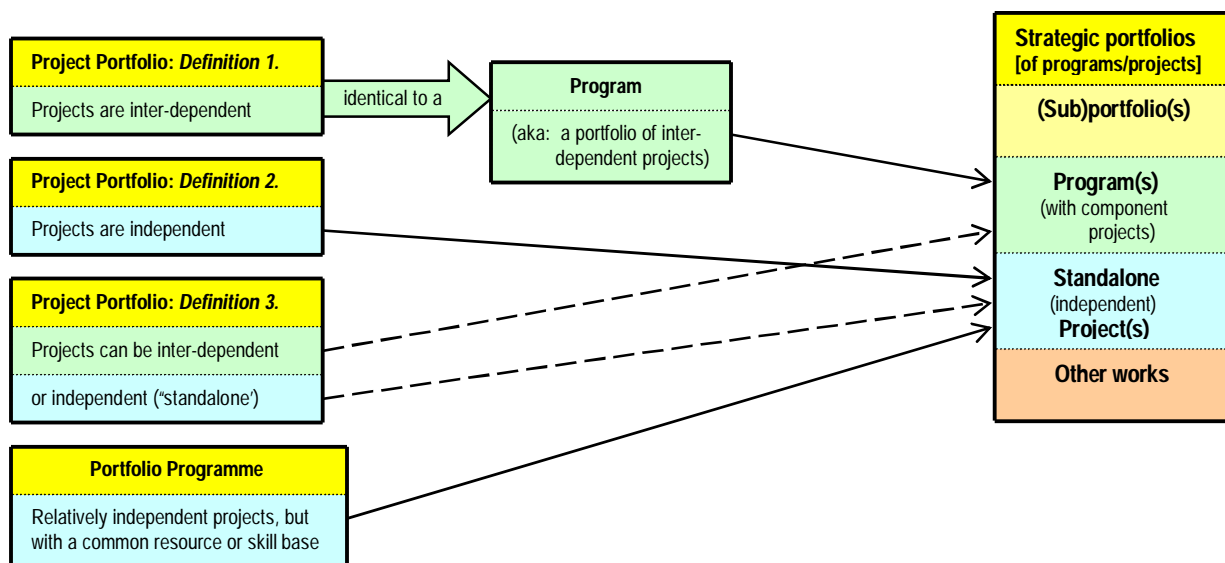 Project Portfolio: Definition 1.
Projects are inter-dependent
identical to a
Program
(aka: a portfolio of inter-
dependent projects)
Project Portfolio: Definition 2.
Projects are independent
Project Portfolio: Definition 3.
Projects can be inter-dependent
or independent (“standalone’)
Portfolio Programme
Relatively independent projects, but
with a common resource or skill base
Strategic portfolios
[of programs/projects]
(Sub)portfolio(s)
Program(s)
(with component
projects)
Standalone
(independent)
Project(s)
Other works